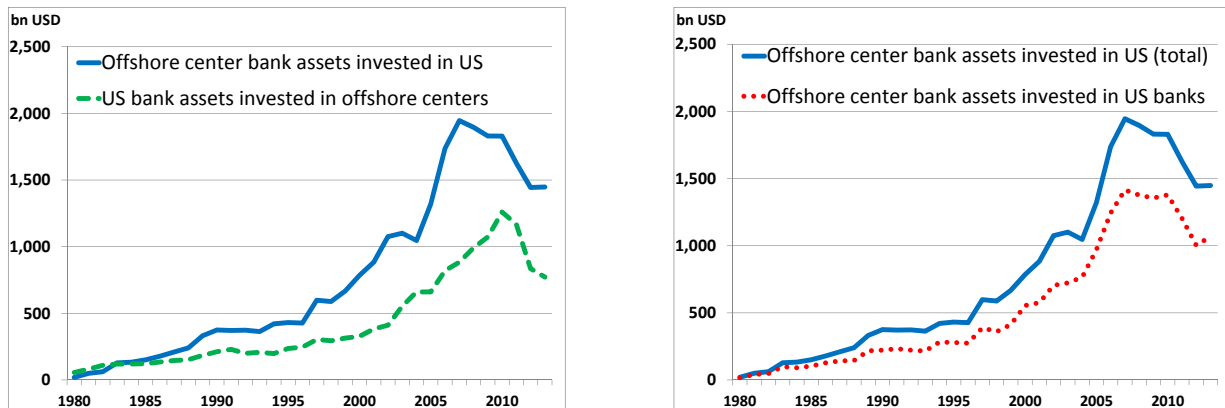 bn USD
2,500
Offshore center bank assets invested in US
US bank assets invested in offshore centers
2,000
1,500
1,000
500
0
1980 1985 1990 1995 2000 2005 2010
bn USD
2,500
Offshore center bank assets invested in US (total)
Offshore center bank assets invested in US banks
2,000
1,500
1,000
500
0
1980 1985 1990 1995 2000 2005 2010